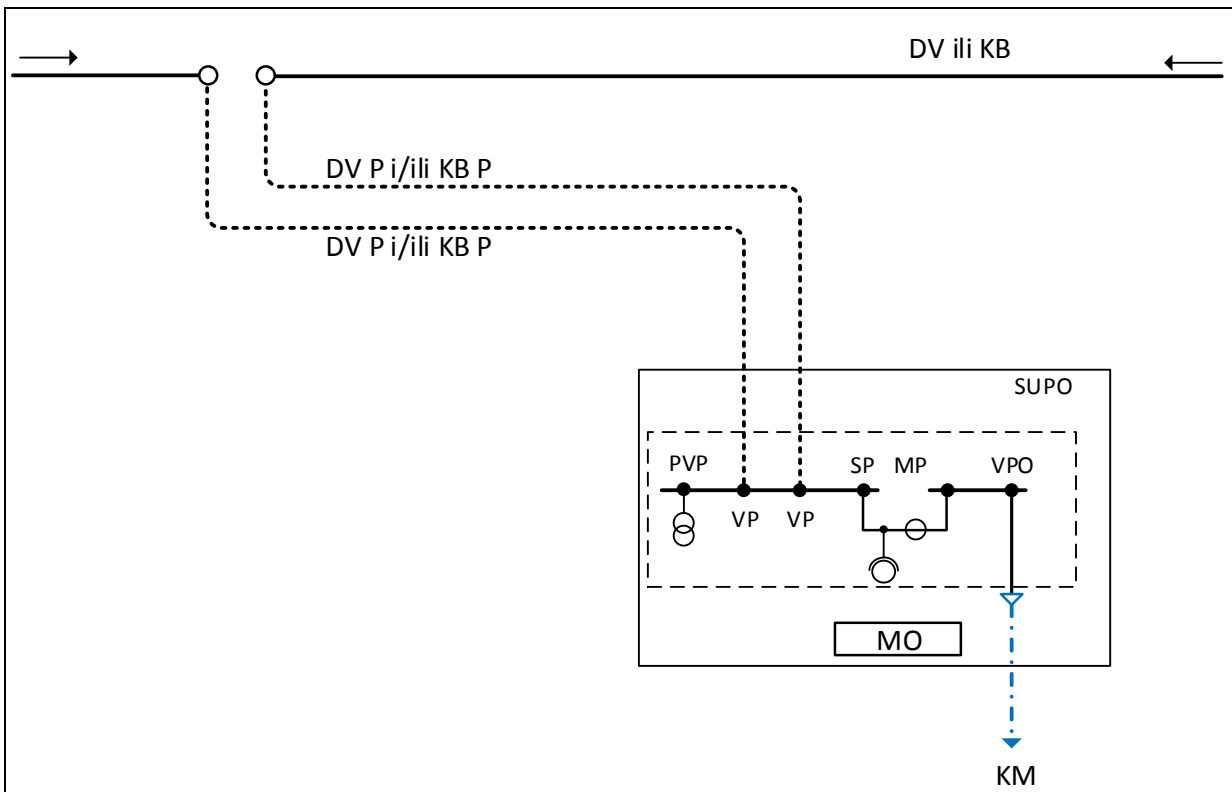 DV ili KB
DV P i/ili KB P
DV P i/ili KB P
SUPO
PVP
SP
MP
VPO
VP
VP
MO
KM